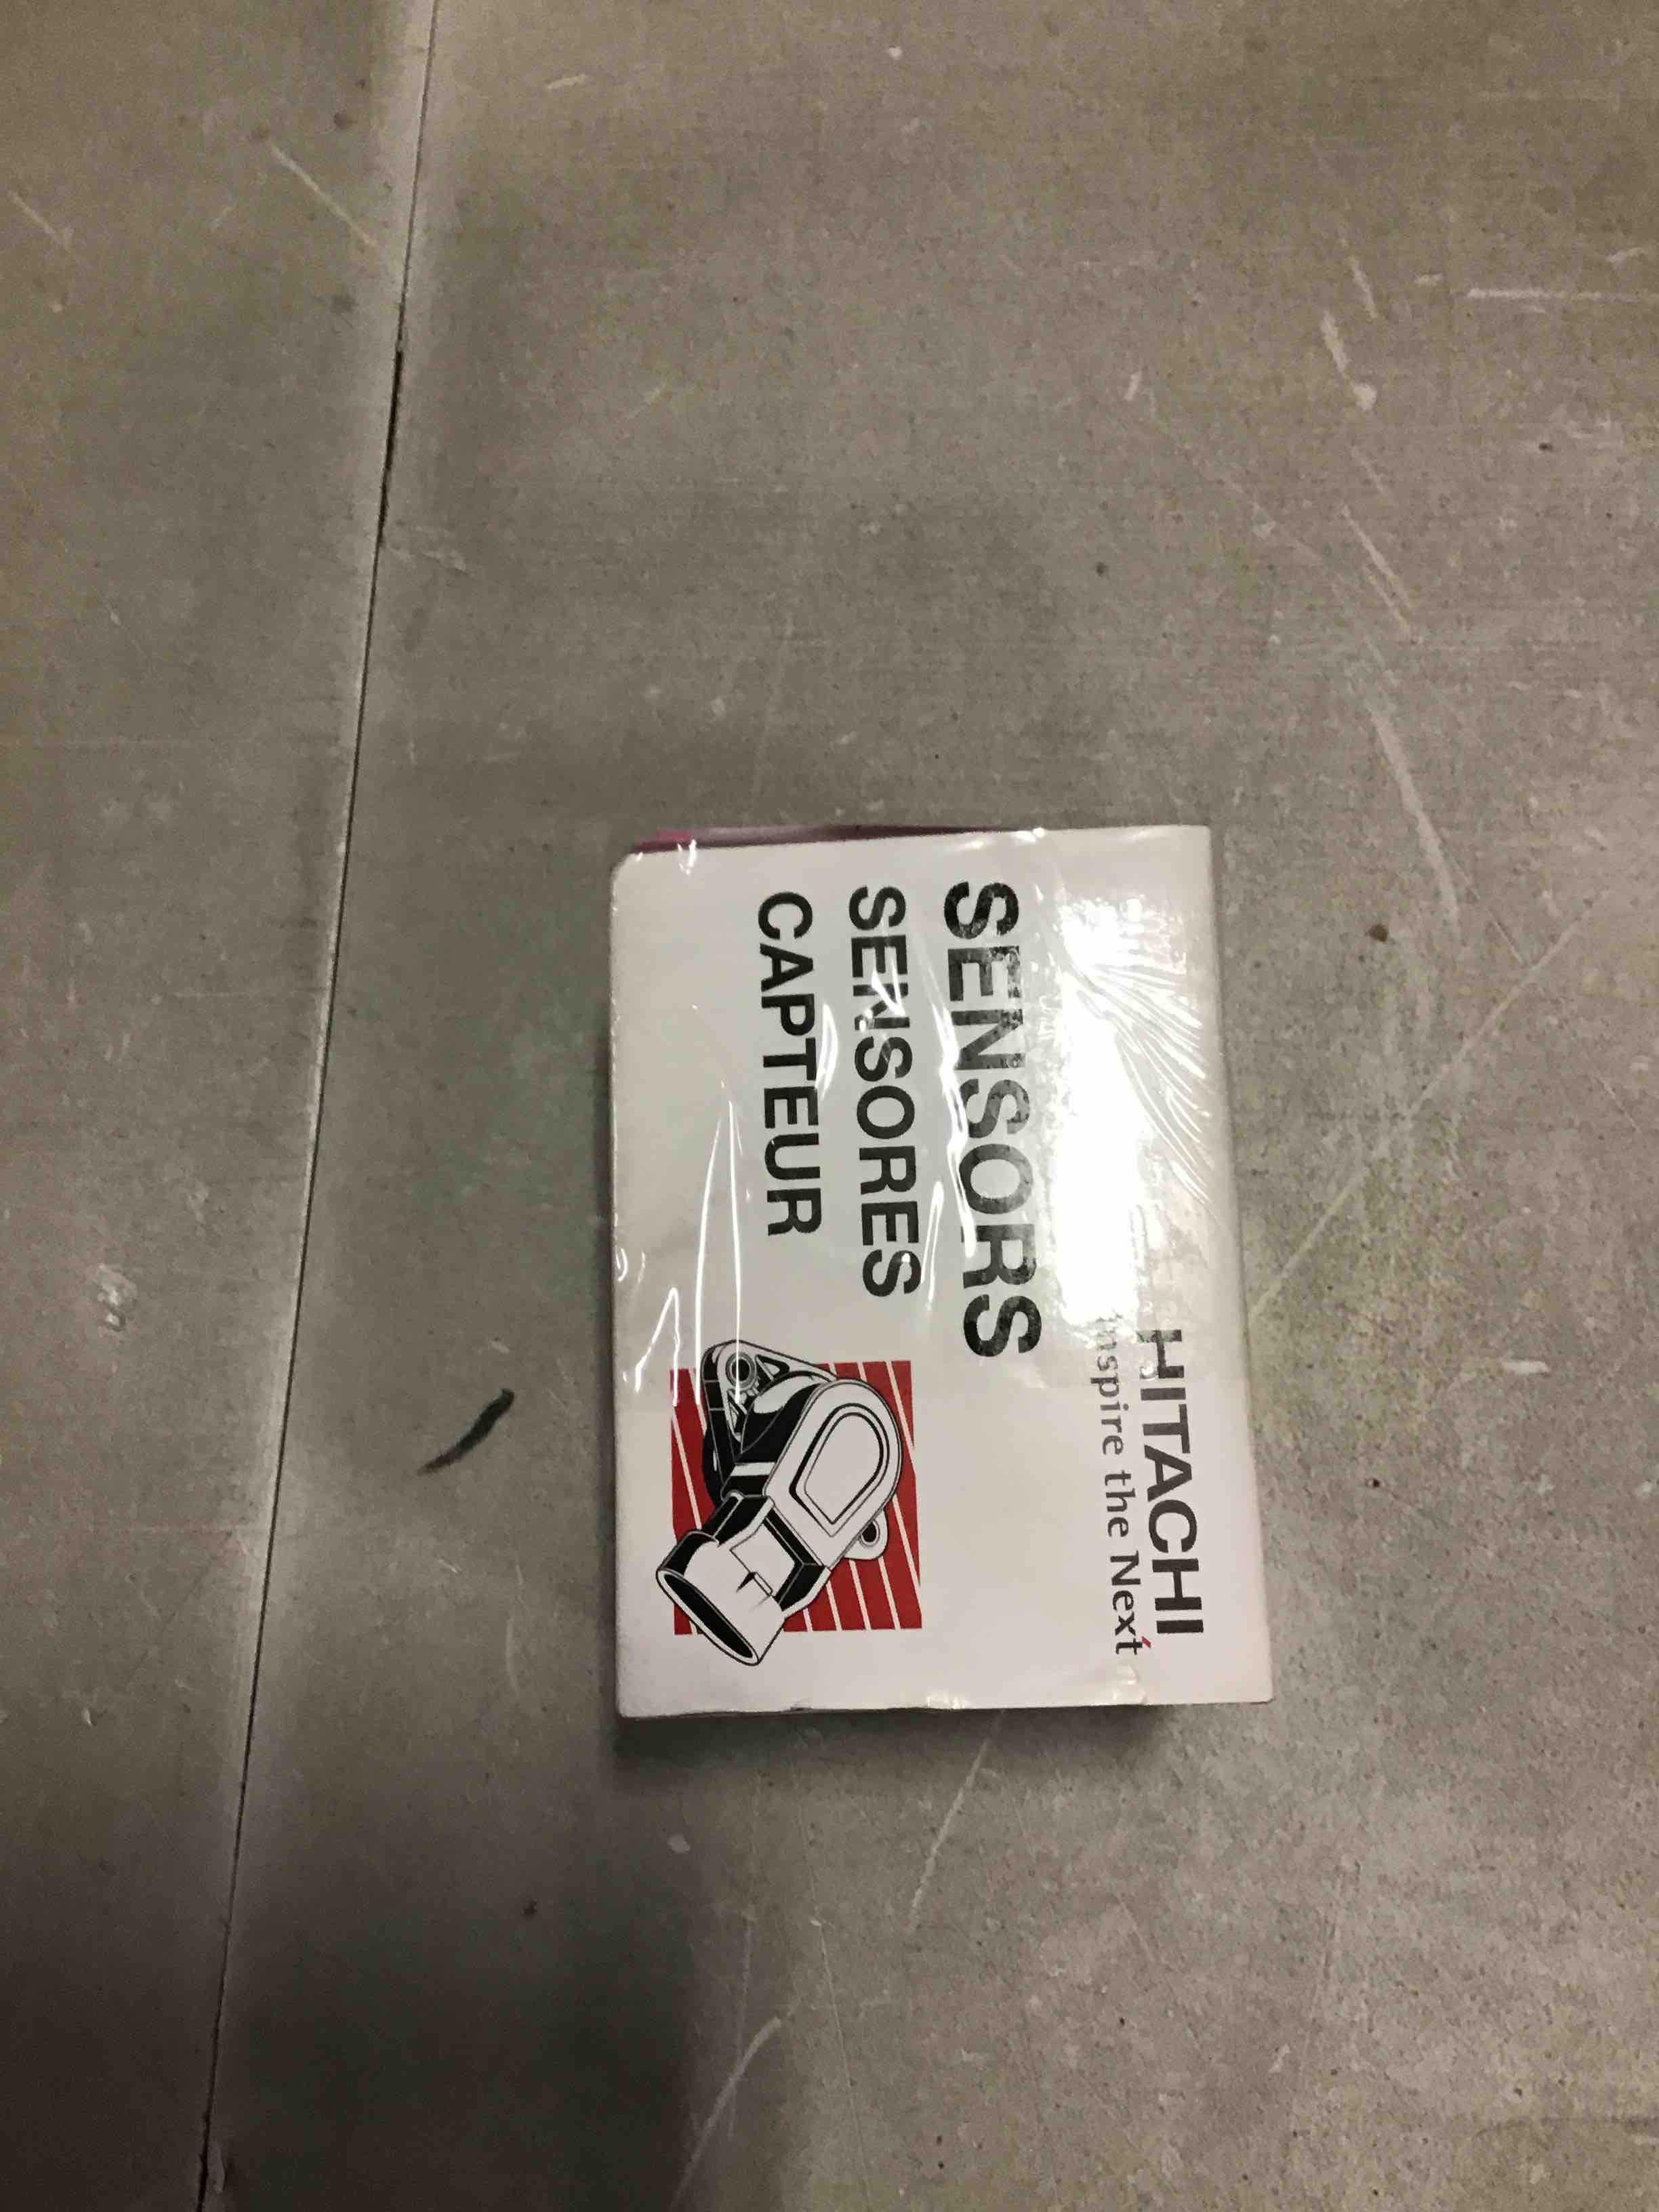 HITACHI
Inspire the Next
SENSORS
SENSORES
CAPTEUR